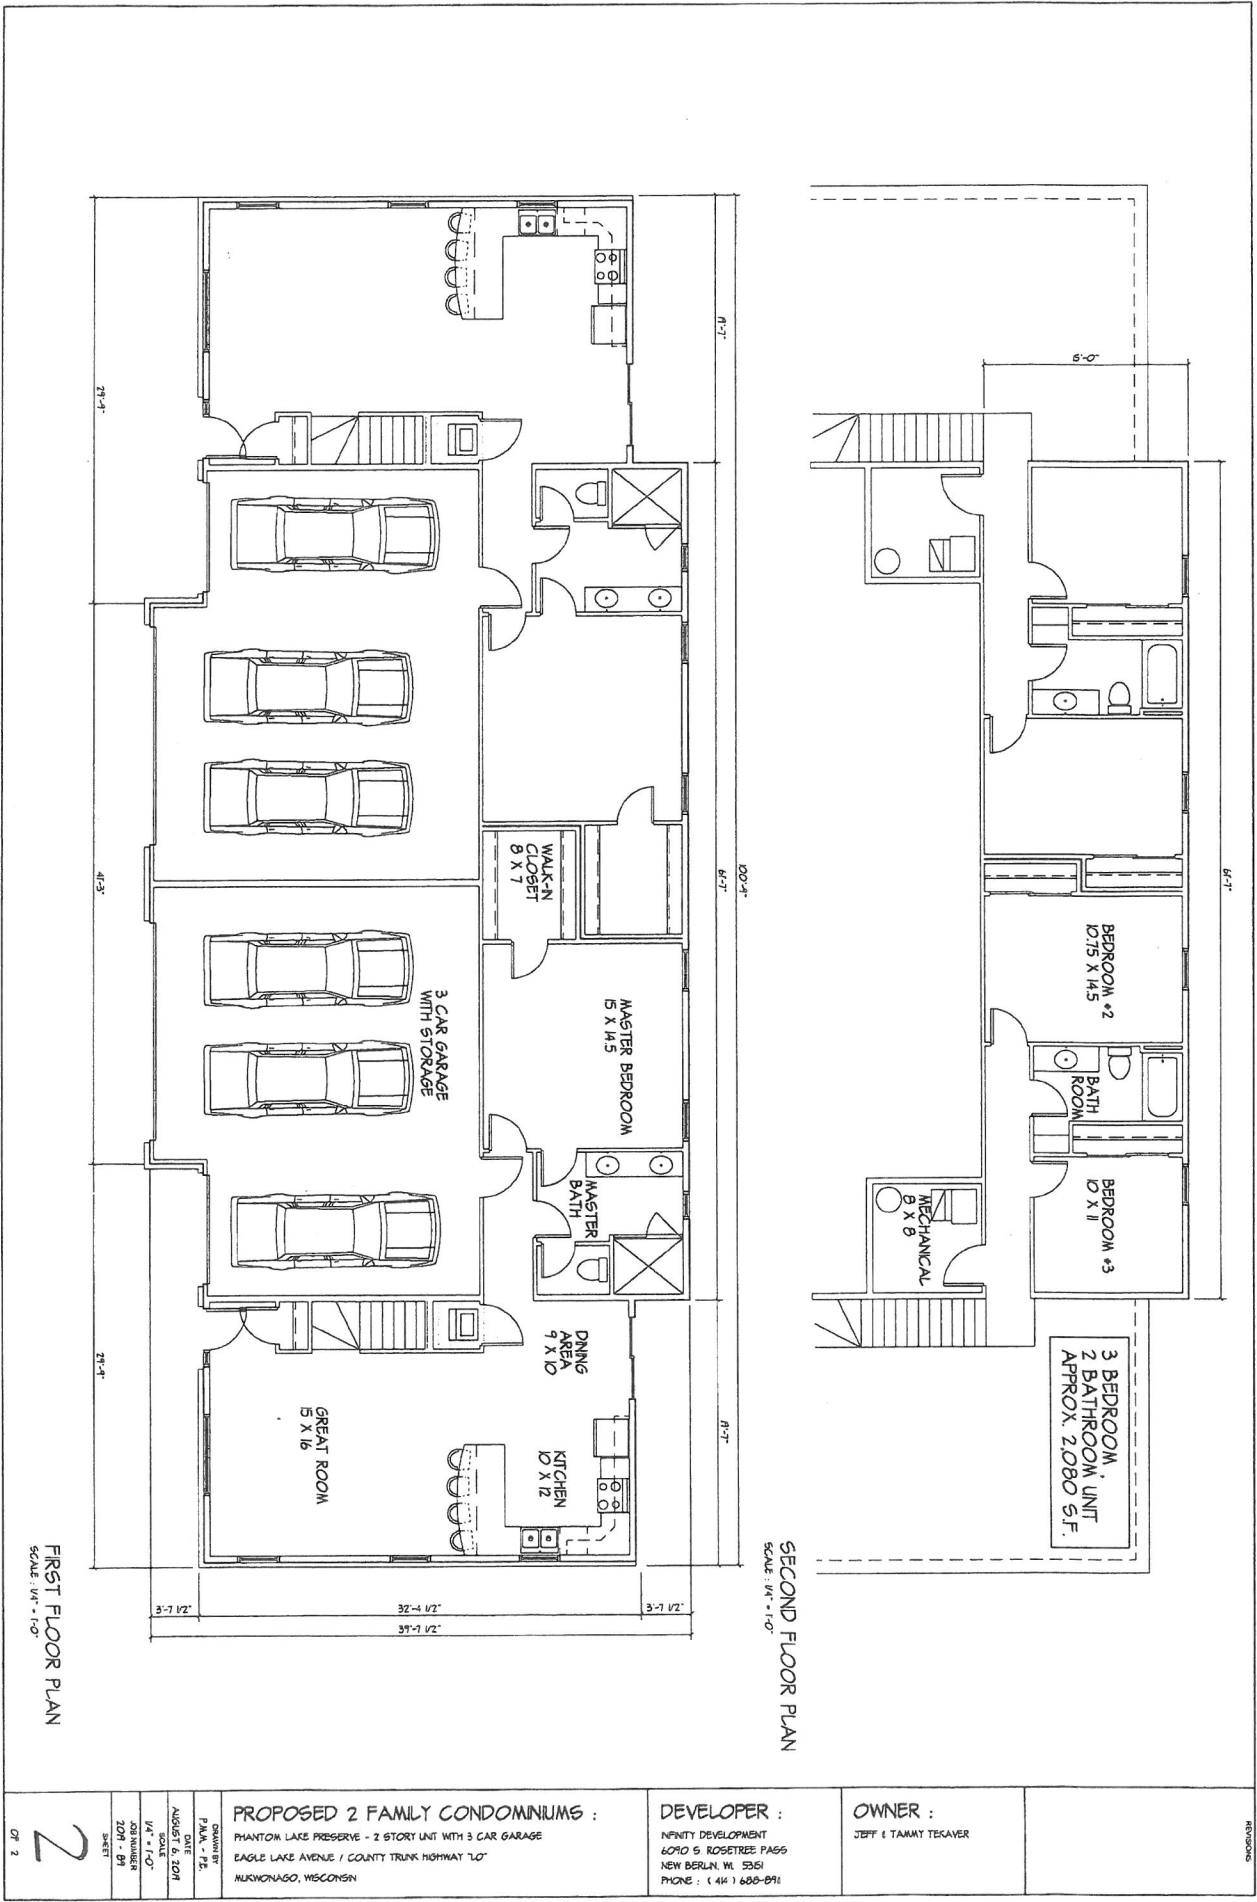 REVISIONS
6'-0"
61'-7"
BEDROOM #2
10.75 X 14.5
BATH
ROOM
BEDROOM #3
10 X 11
MECHANICAL
8 X 8
3 BEDROOM ,
2 BATHROOM UNIT
APPROX. 2,080 S.F.
SECOND FLOOR PLAN
SCALE : 1/4" = 1'-0"
100'-9"
19'-7"
61'-7"
19'-7"
WALK-IN
CLOSET
8 X 7
MASTER BEDROOM
15 X 14.5
MASTER
BATH
3 CAR GARAGE
WITH STORAGE
DINING
AREA
9 X 10
KITCHEN
10 X 12
GREAT ROOM
15 X 16
29'-9"
41'-3"
29'-9"
3'-7 1/2"
32'-4 1/2"
3'-7 1/2"
39'-7 1/2"
FIRST FLOOR PLAN
SCALE : 1/4" = 1'-0"
OWNER :
JEFF & TAMMY TEKAVER
DEVELOPER :
INFINITY DEVELOPMENT
6090 S. ROSETREE PASS
NEW BERLIN, WI. 53151
PHONE : ( 414 ) 688-8911
PROPOSED 2 FAMILY CONDOMINIUMS :
PHANTOM LAKE PRESERVE - 2 STORY UNIT WITH 3 CAR GARAGE
EAGLE LAKE AVENUE / COUNTY TRUNK HIGHWAY "LO"
MUKWONAGO, WISCONSIN
DRAWN BY
P.M.M. - P.E.
DATE
AUGUST 6, 2019
SCALE
1/4" = 1'-0"
JOB NUMBER
2019 - 89
SHEET
2
OF 2